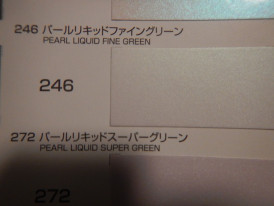 246 パールリキッドファイングリーン
PEARL LIQUID FINE GREEN
246
272 パールリキッドスーパーグリーン
PEARL LIQUID SUPER GREEN
272